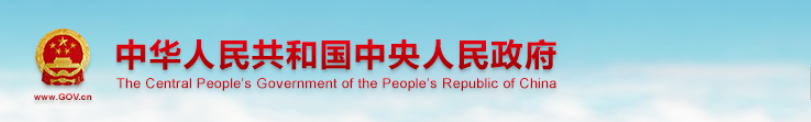 中华人民共和国中央人民政府
The Central People's Government of the People's Republic of China
www.GOV.cn